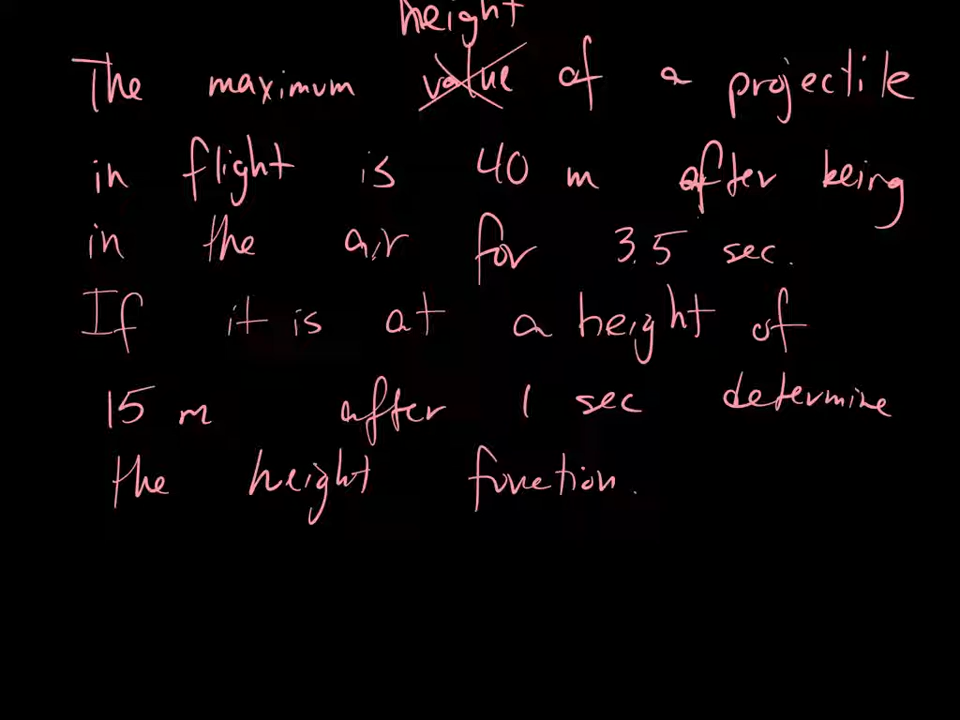 height
The maximum value of a projectile
in flight is 40 m after being
in the air for 3.5 sec.
If it is at a height of
15 m after 1 sec determine
the height function.